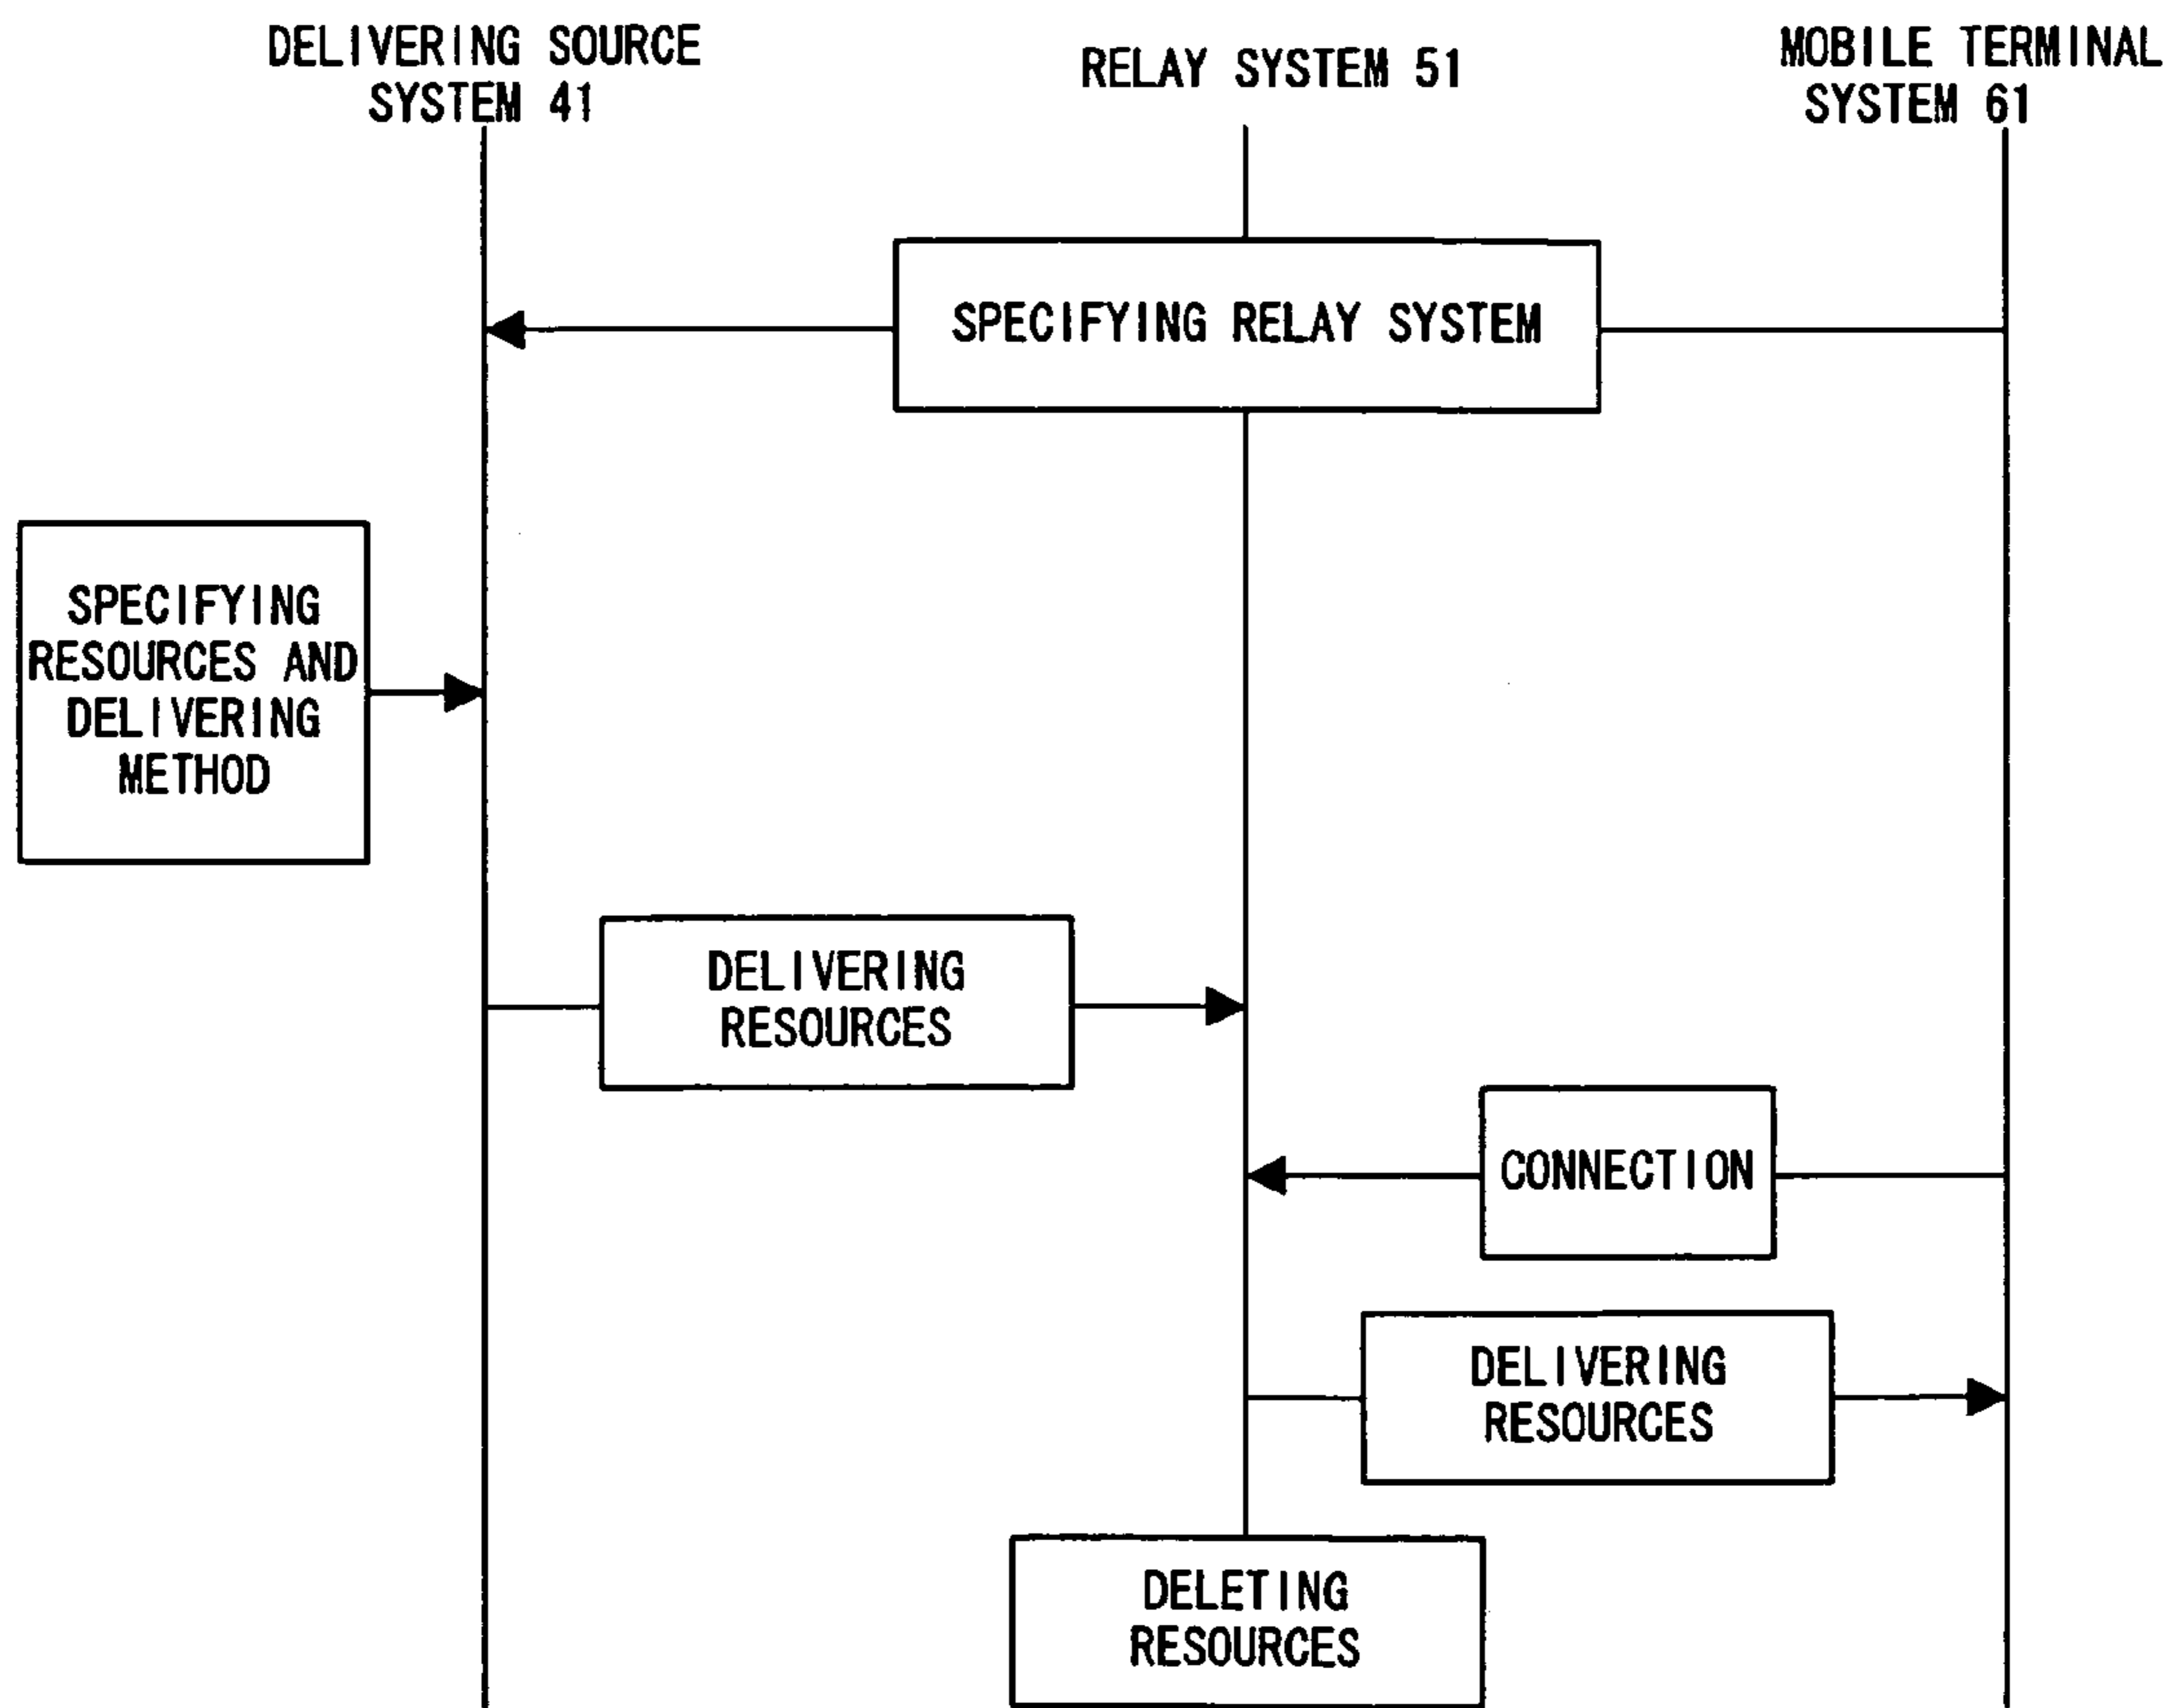 DELIVERING SOURCE
SYSTEM 41
RELAY SYSTEM 51
MOBILE TERMINAL
SYSTEM 61
SPECIFYING RELAY SYSTEM
SPECIFYING
RESOURCES AND
DELIVERING
METHOD
DELIVERING
RESOURCES
CONNECTION
DELIVERING
RESOURCES
DELETING
RESOURCES